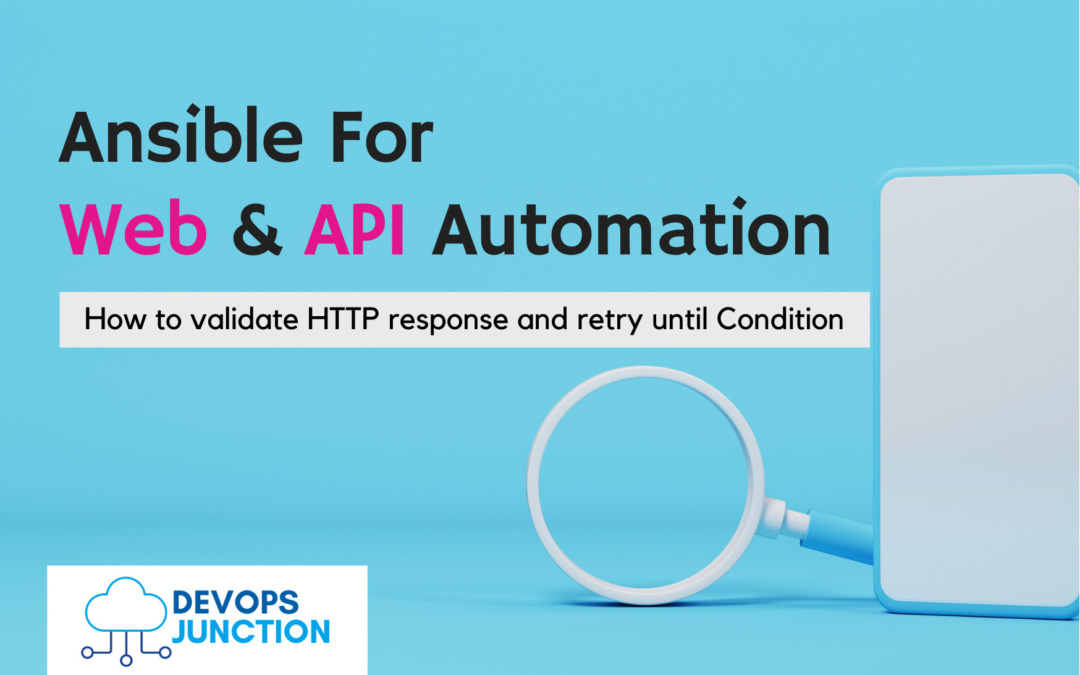 Ansible For
Web & API Automation
How to validate HTTP response and retry until Condition
DEVOPS
JUNCTION